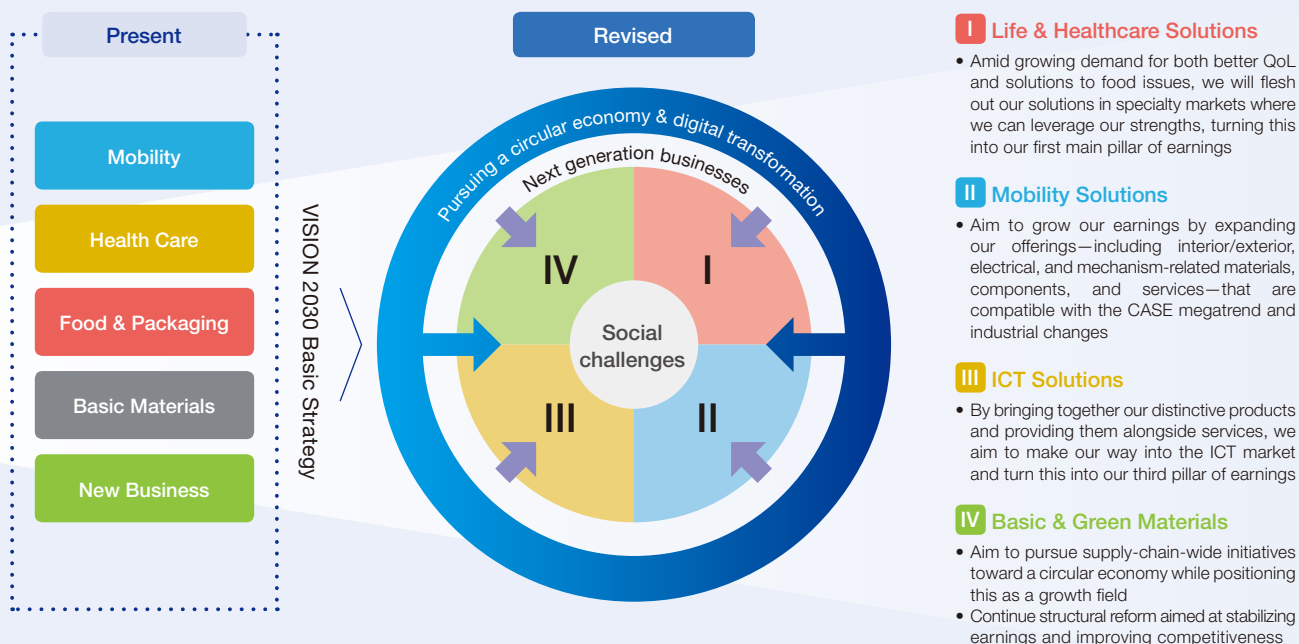 Present
Mobility
Health Care
Food & Packaging
Basic Materials
New Business
VISION 2030 Basic Strategy
Revised
Pursuing a circular economy & digital transformation
Next generation businesses
IV
I
Social
challenges
III
II
I Life & Healthcare Solutions
• Amid growing demand for both better QoL
and solutions to food issues, we will flesh
out our solutions in specialty markets where
we can leverage our strengths, turning this
into our first main pillar of earnings
II Mobility Solutions
• Aim to grow our earnings by expanding
our offerings—including interior/exterior,
electrical, and mechanism-related materials,
components, and services—that are
compatible with the CASE megatrend and
industrial changes
III ICT Solutions
• By bringing together our distinctive products
and providing them alongside services, we
aim to make our way into the ICT market
and turn this into our third pillar of earnings
IV Basic & Green Materials
• Aim to pursue supply-chain-wide initiatives
toward a circular economy while positioning
this as a growth field
• Continue structural reform aimed at stabilizing
earnings and improving competitiveness